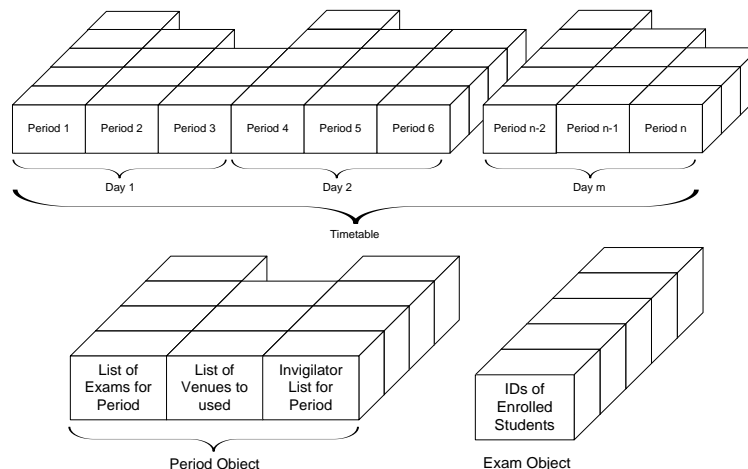 Period 1 Period 2 Period 3 Period 4 Period 5 Period 6 Period n-2 Period n-1 Period n
Day 1 Day 2 Day m
Timetable
List of
Exams for
Period
List of
Venues to
used
Invigilator
List for
Period
IDs of
Enrolled
Students
Period Object Exam Object